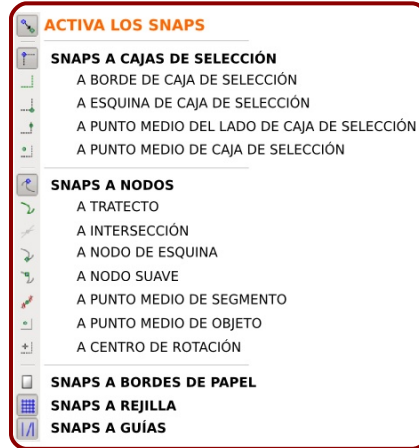 ACTIVA LOS SNAPS
SNAPS A CAJAS DE SELECCIÓN
A BORDE DE CAJA DE SELECCIÓN
A ESQUINA DE CAJA DE SELECCIÓN
A PUNTO MEDIO DEL LADO DE CAJA DE SELECCIÓN
A PUNTO MEDIO DE CAJA DE SELECCIÓN
SNAPS A NODOS
A TRATECTO
A INTERSECCIÓN
A NODO DE ESQUINA
A NODO SUAVE
A PUNTO MEDIO DE SEGMENTO
A PUNTO MEDIO DE OBJETO
A CENTRO DE ROTACIÓN
SNAPS A BORDES DE PAPEL
SNAPS A REJILLA
SNAPS A GUÍAS